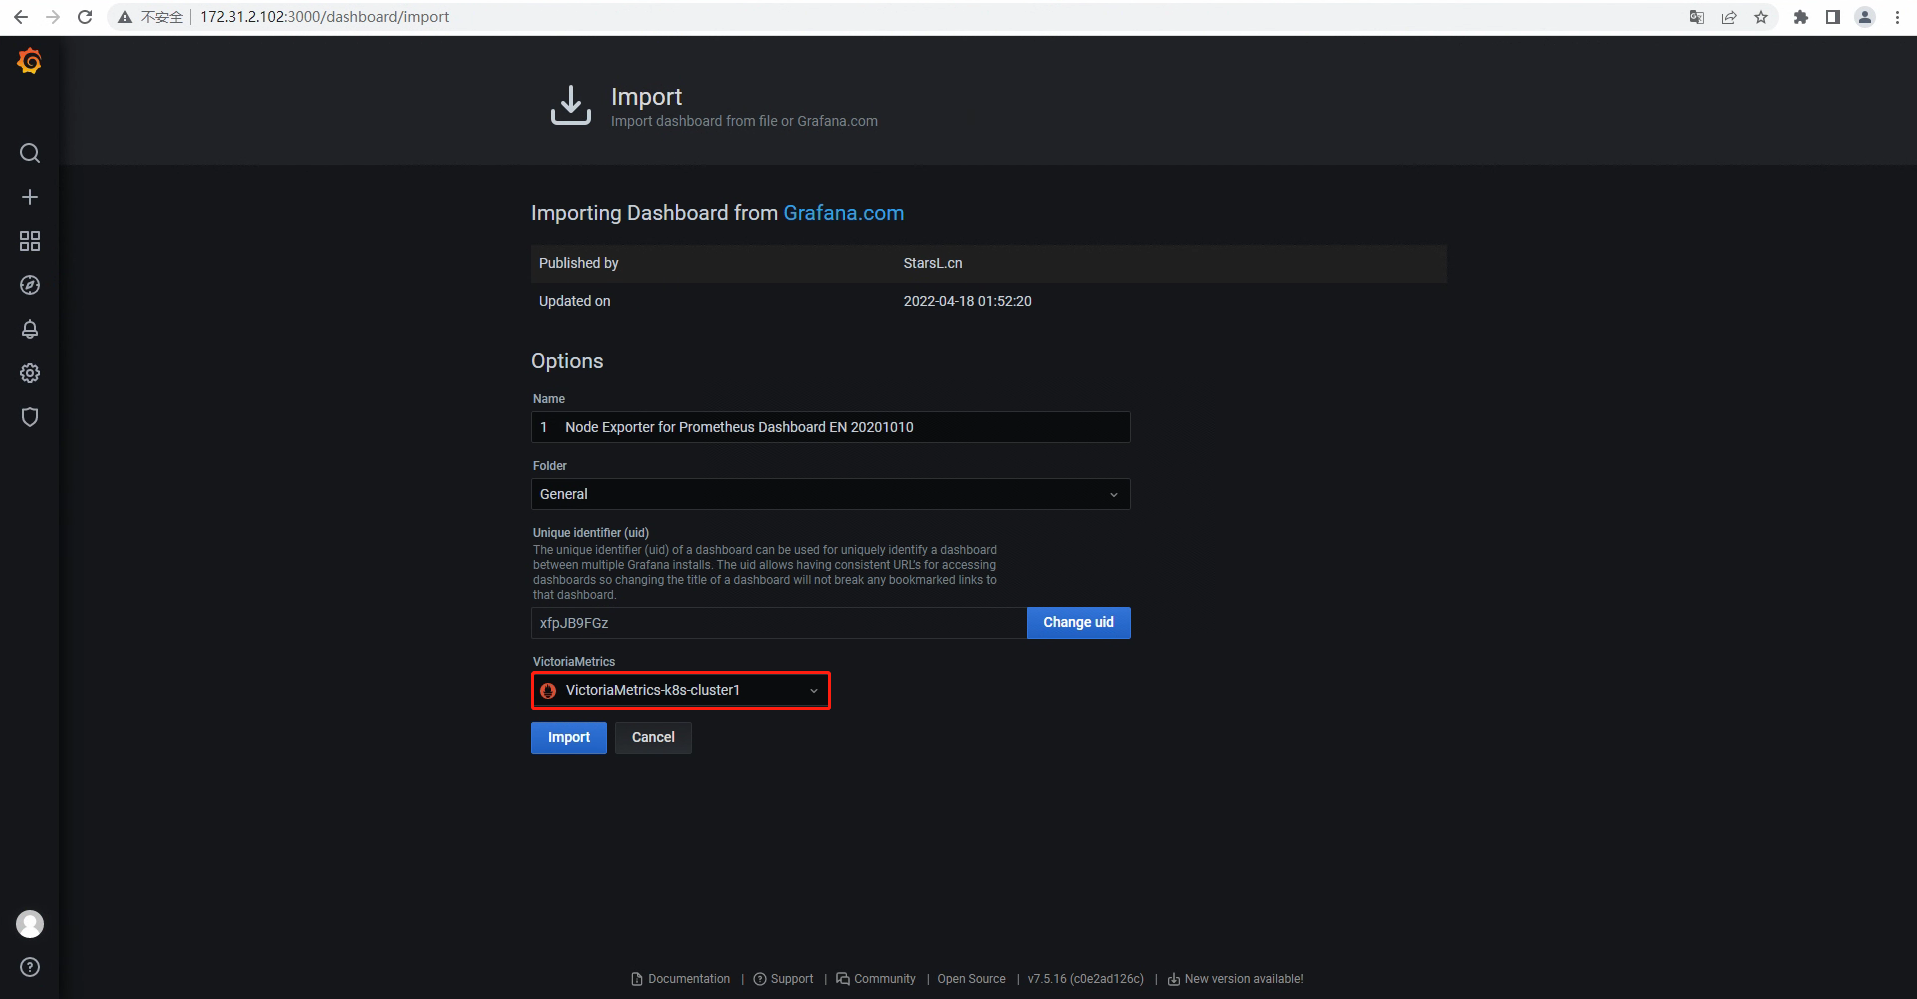 不安全 | 172.31.2.102:3000/dashboard/import
Import
Import dashboard from file or Grafana.com
Importing Dashboard from Grafana.com
Published by StarsL.cn
Updated on 2022-04-18 01:52:20
Options
Name
1 Node Exporter for Prometheus Dashboard EN 20201010
Folder
General
Unique identifier (uid)
The unique identifier (uid) of a dashboard can be used for uniquely identify a dashboard
between multiple Grafana installs. The uid allows having consistent URL's for accessing
dashboards so changing the title of a dashboard will not break any bookmarked links to
that dashboard.
xfpJB9FGz Change uid
VictoriaMetrics
VictoriaMetrics-k8s-cluster1
Import Cancel
Documentation | Support | Community | Open Source | v7.5.16 (c0e2ad126c) | New version available!